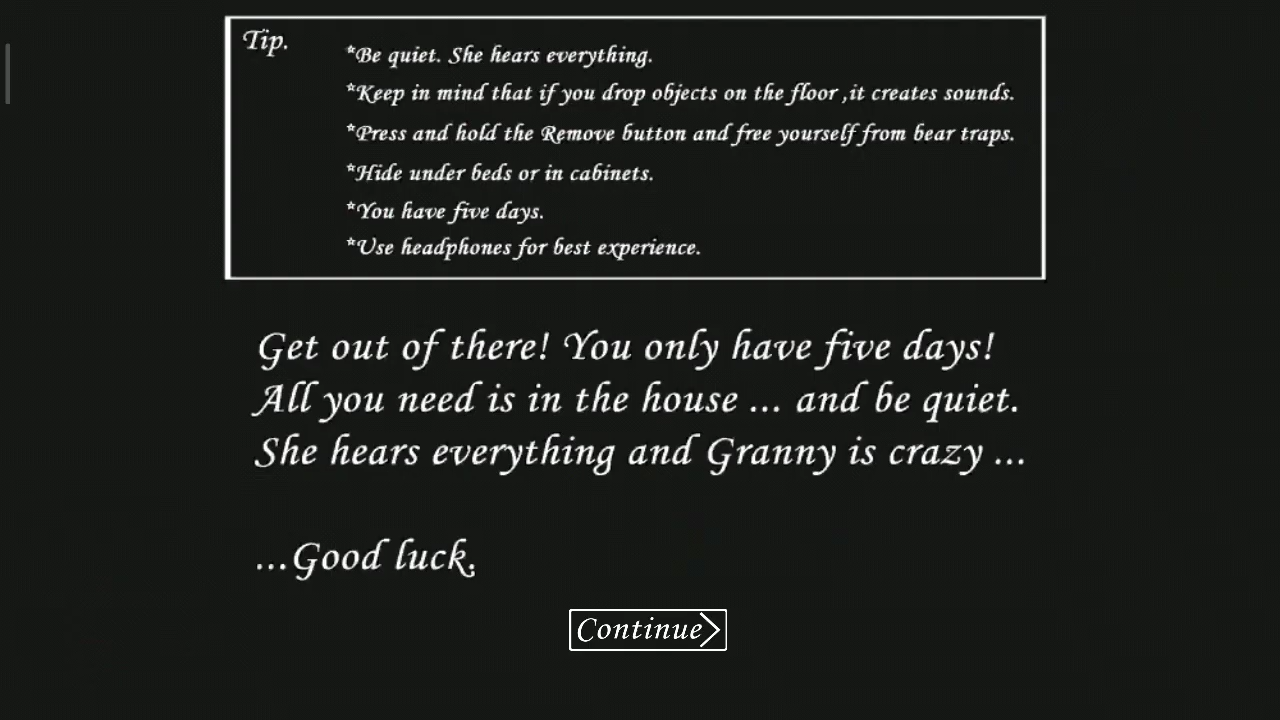 Tip.
*Be quiet. She hears everything.
*Keep in mind that if you drop objects on the floor ,it creates sounds.
*Press and hold the Remove button and free yourself from bear traps.
*Hide under beds or in cabinets.
*You have five days.
*Use headphones for best experience.
Get out of there! You only have five days!
All you need is in the house ... and be quiet.
She hears everything and Granny is crazy ...
...Good luck.
Continue